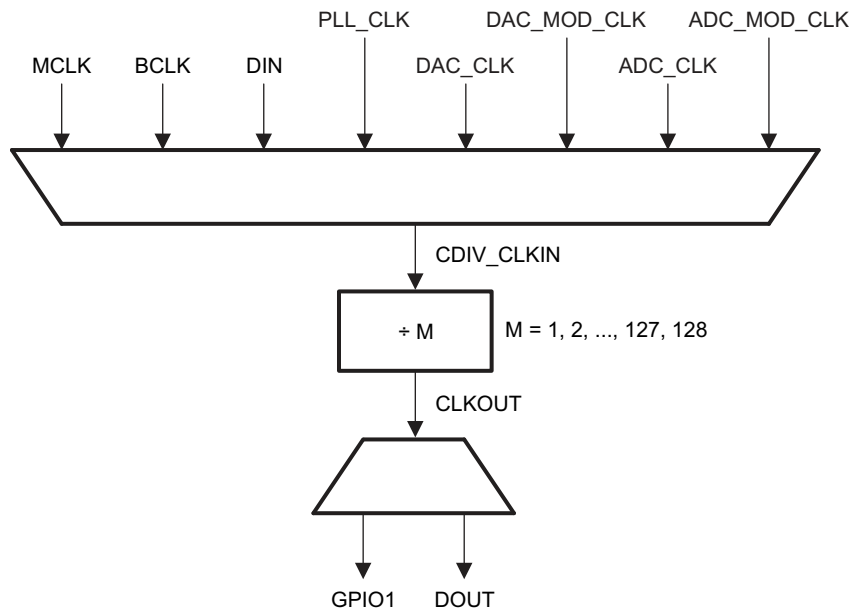 PLL_CLK DAC_MOD_CLK ADC_MOD_CLK
MCLK BCLK DIN DAC_CLK ADC_CLK
CDIV_CLKIN
÷ M M = 1, 2, ..., 127, 128
CLKOUT
GPIO1 DOUT